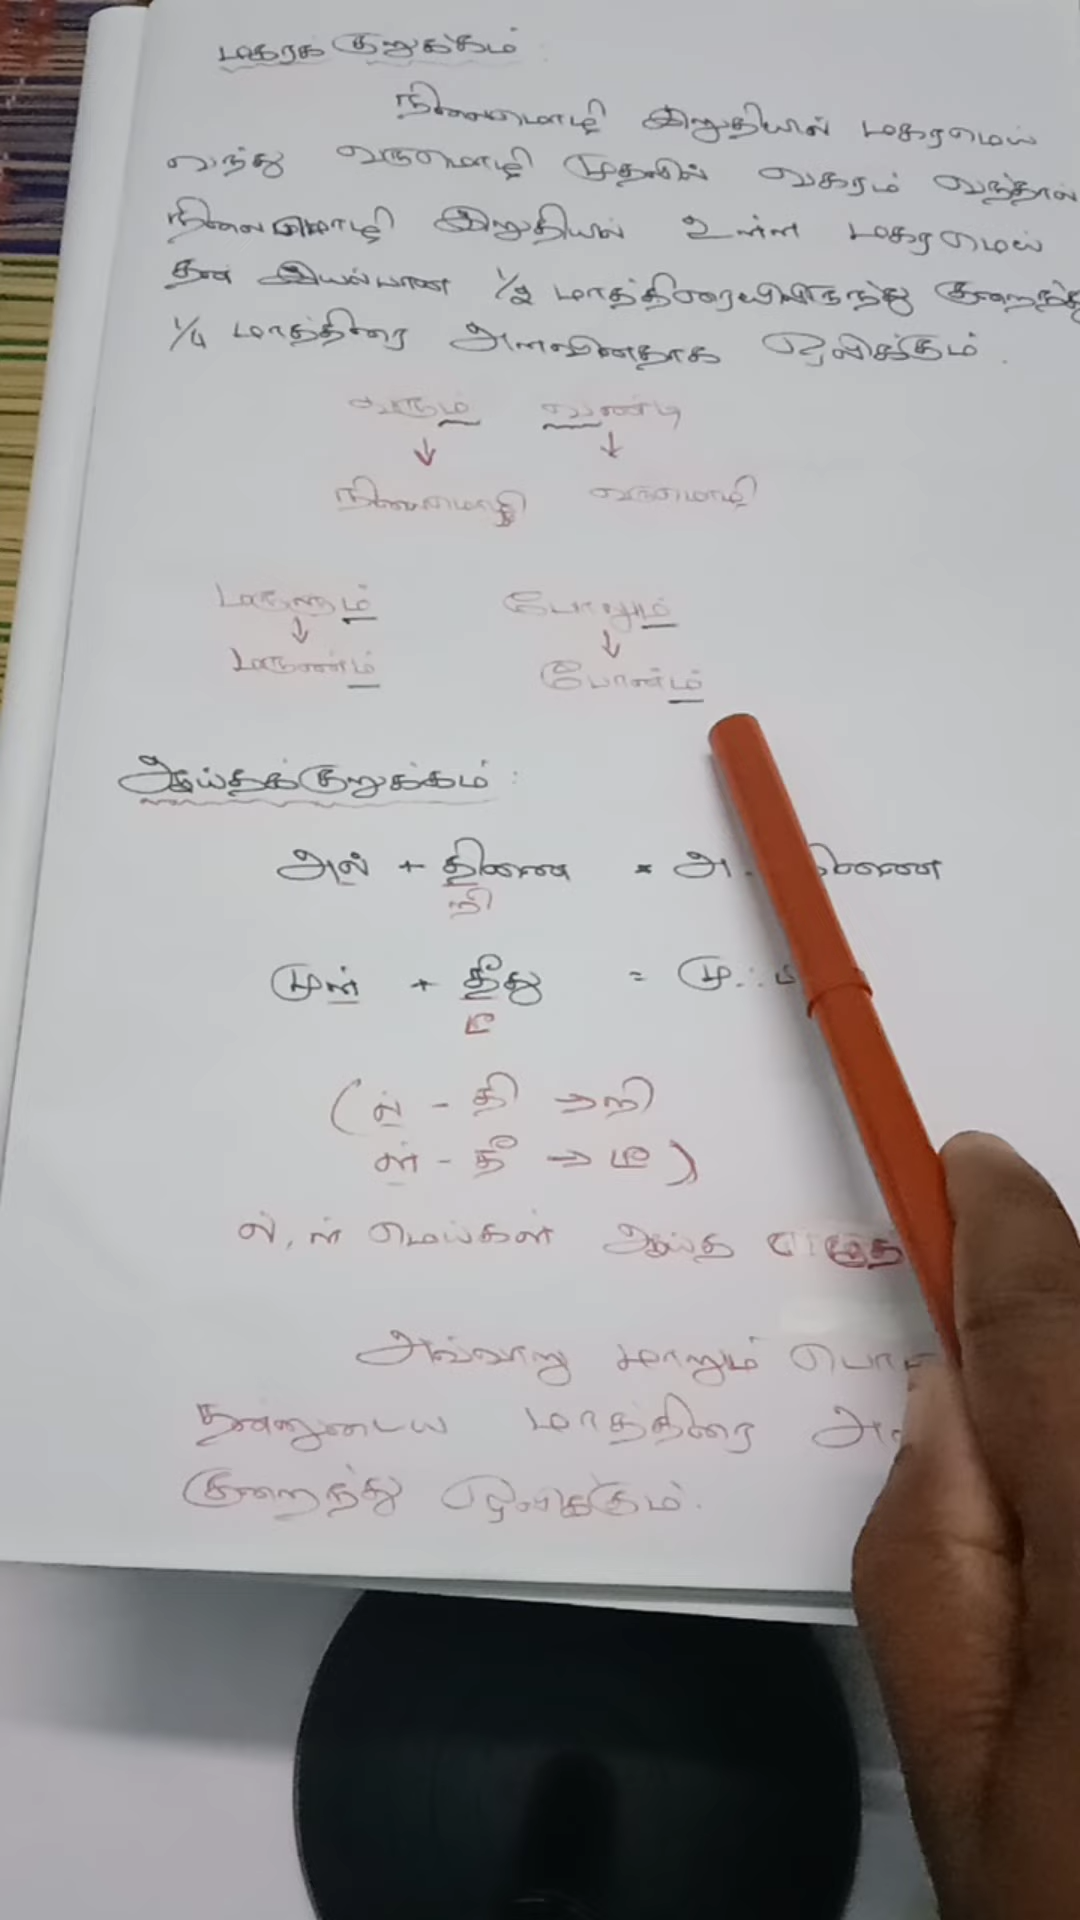 மகரக் குறுக்கம்
நிலைமொழி இறுதியில் மகரமெய்
வந்து வருமொழி முதலில் வகரம் வந்தால்
நிலைமொழி இறுதியில் உள்ள மகரமெய்
தன் இயல்பான 1/2 மாத்திரையிலிருந்து குறைந்து
1/4 மாத்திரை அளவினதாக ஒலிக்கும்.
வரும் வண்டி
நிலைமொழி வருமொழி
மருளும் போலும்
மருண்ம் போன்ம்
ஆய்தக்குறுக்கம் :
அல் + திணை = அ
றி
முள் + தீது = மு
டீ
(ல் - தி → றி
ள் - தீ → டீ)
ல், ள் மெய்கள் ஆய்த
அவ்வாறு மாறும்
தன்னுடைய மாத்திரை
குறைந்து ஒலிக்கும்.